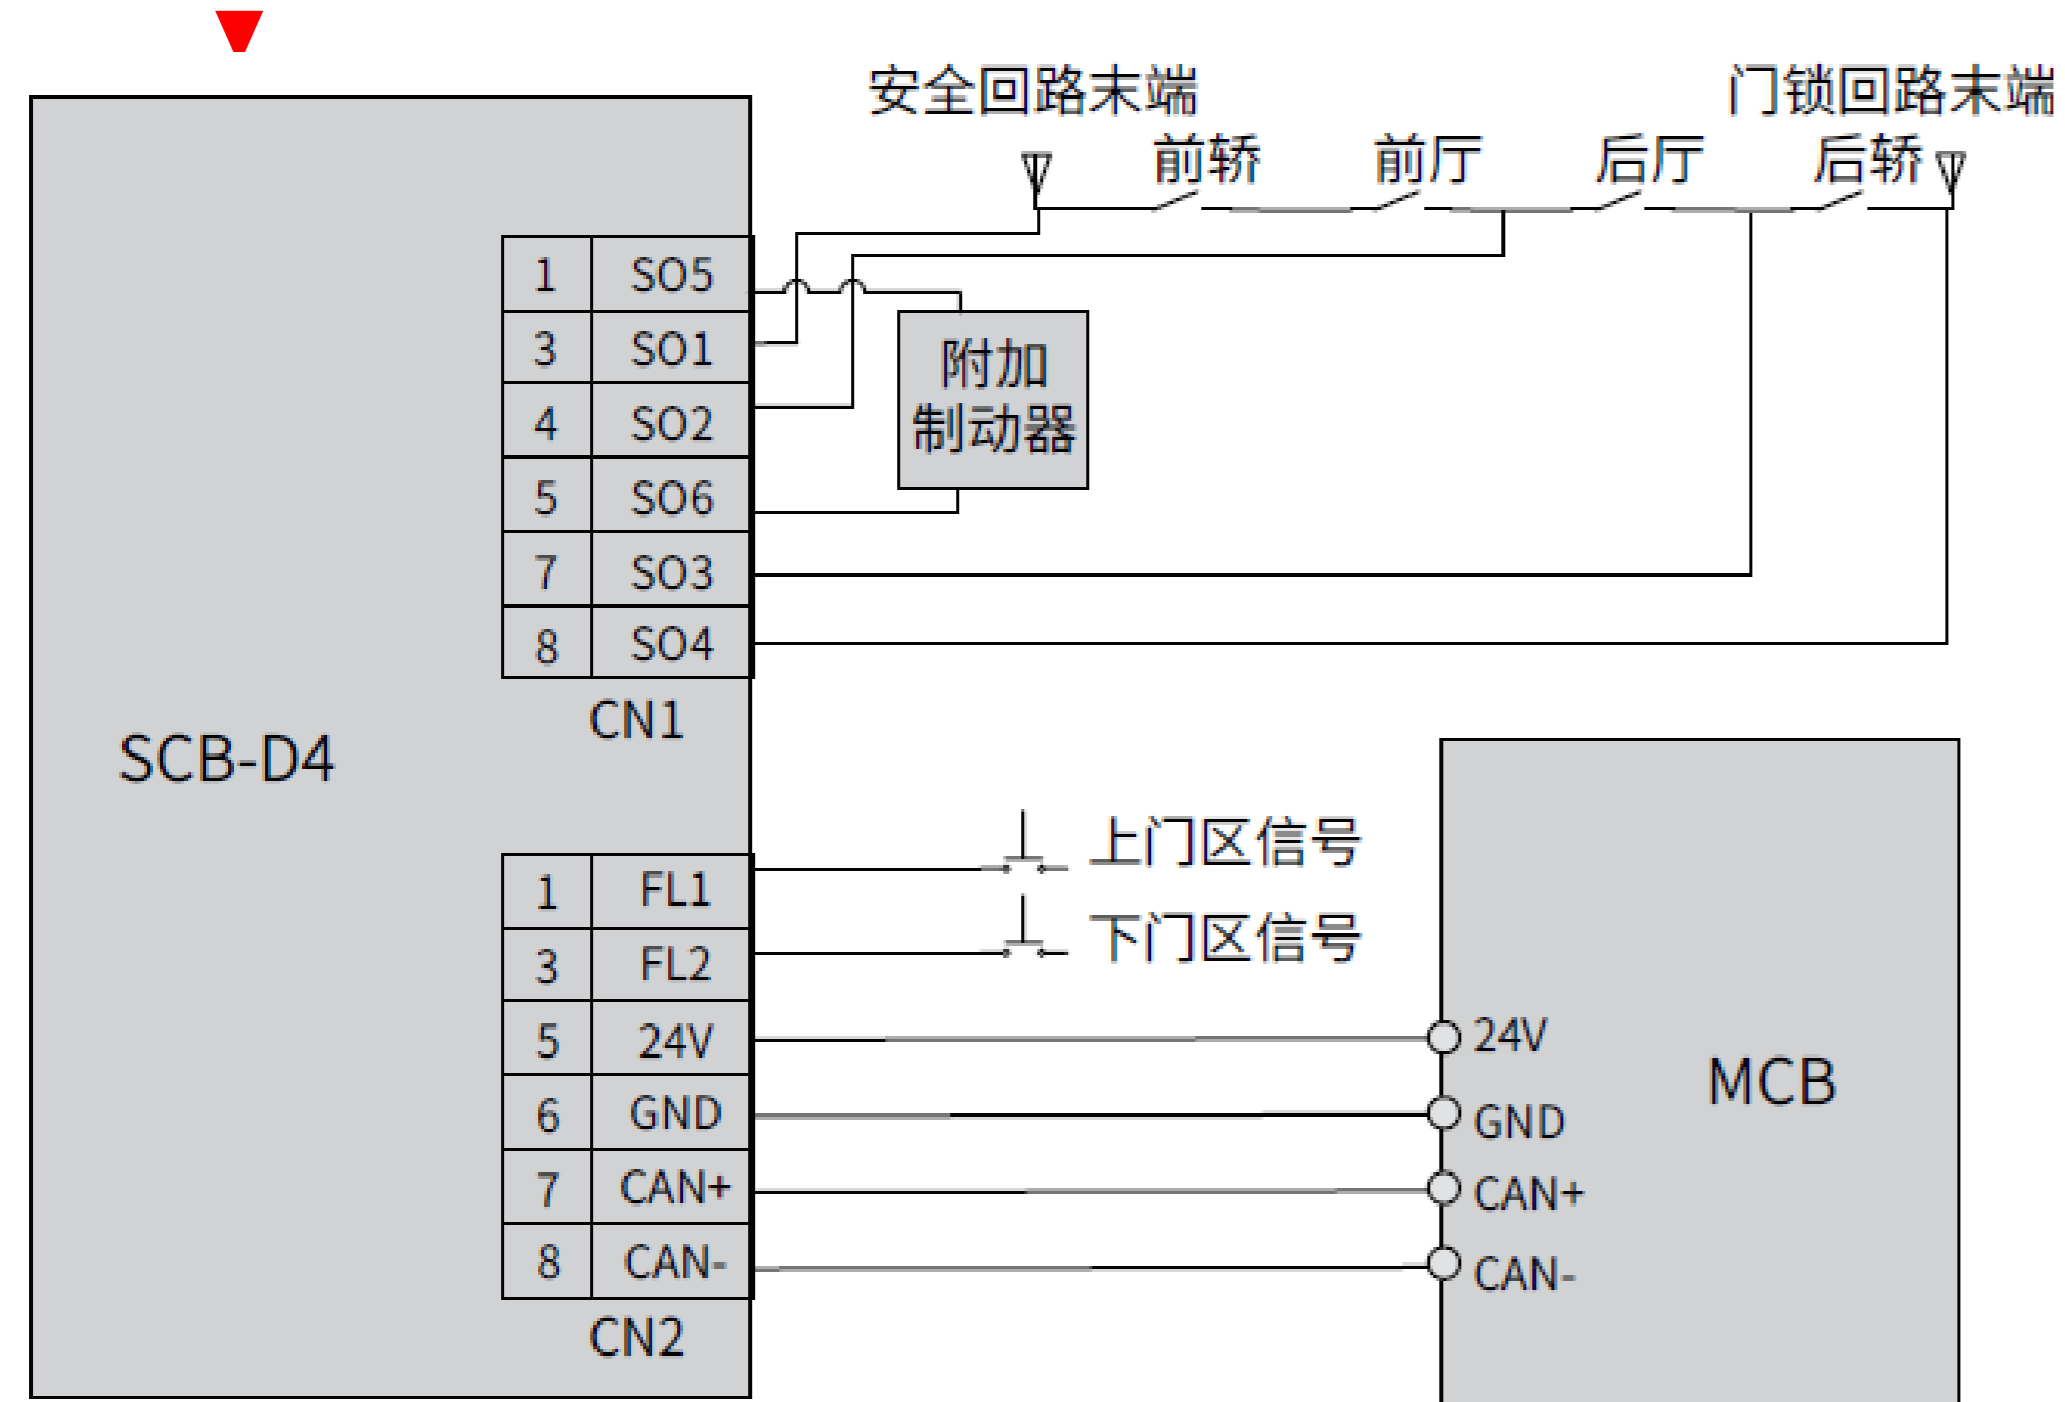 安全回路末端
门锁回路末端
前轿
前厅
后厅
后轿
1 SO5
3 SO1
4 SO2
5 SO6
7 SO3
8 SO4
CN1
附加
制动器
SCB-D4
1 FL1
3 FL2
5 24V
6 GND
7 CAN+
8 CAN-
CN2
上门区信号
下门区信号
24V
GND
CAN+
CAN-
MCB